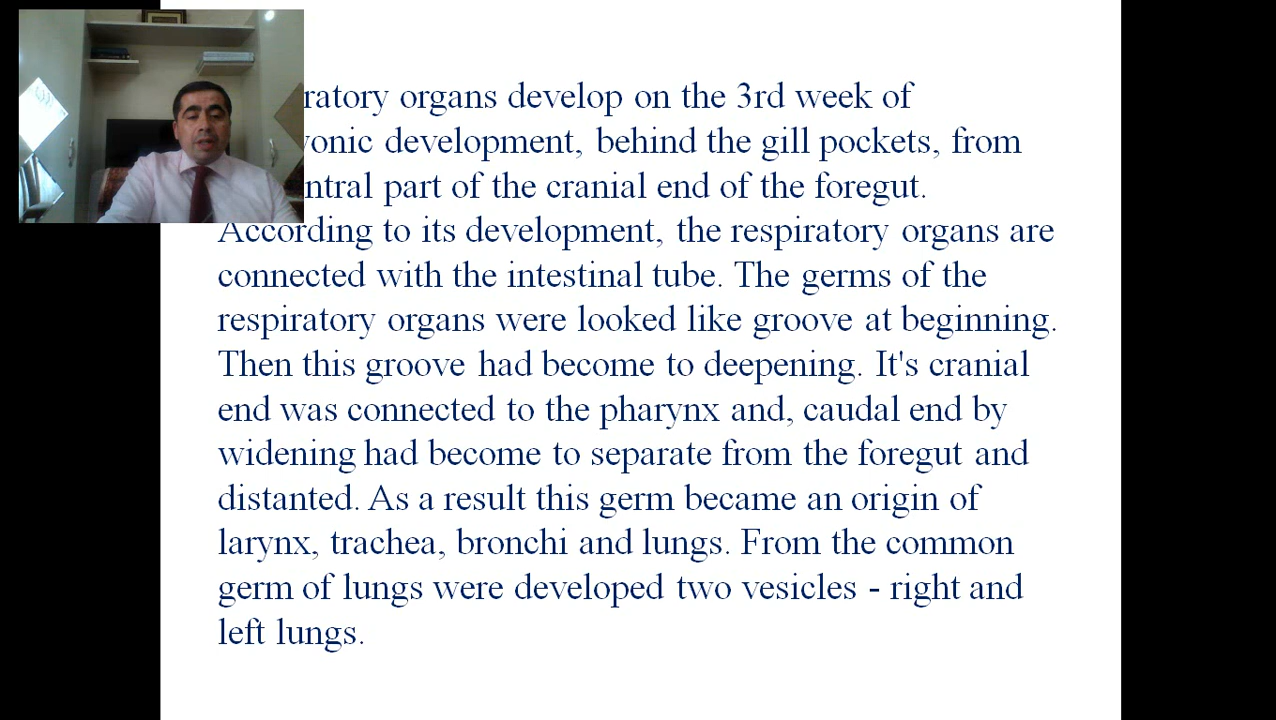 ratory organs develop on the 3rd week of
yonic development, behind the gill pockets, from
ntral part of the cranial end of the foregut.
According to its development, the respiratory organs are
connected with the intestinal tube. The germs of the
respiratory organs were looked like groove at beginning.
Then this groove had become to deepening. It's cranial
end was connected to the pharynx and, caudal end by
widening had become to separate from the foregut and
distanted. As a result this germ became an origin of
larynx, trachea, bronchi and lungs. From the common
germ of lungs were developed two vesicles - right and
left lungs.